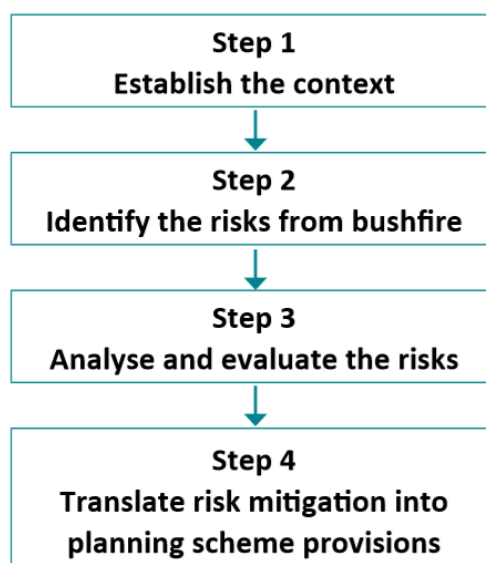 Step 1
Establish the context
Step 2
Identify the risks from bushfire
Step 3
Analyse and evaluate the risks
Step 4
Translate risk mitigation into
planning scheme provisions